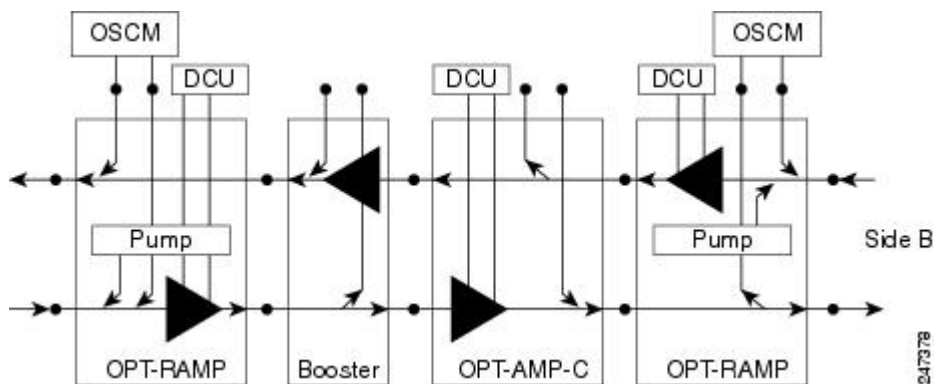 OSCM
OSCM
DCU
DCU
DCU
Pump
Pump
Side B
OPT-RAMP
Booster
OPT-AMP-C
OPT-RAMP
247378